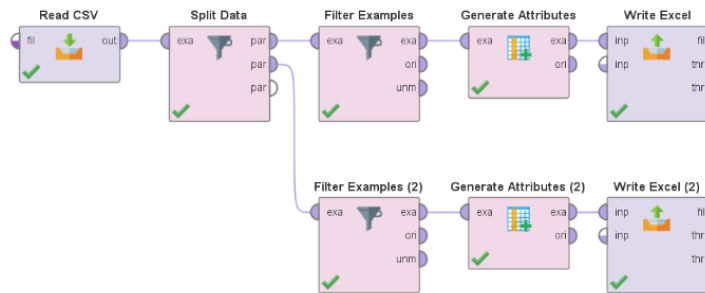 Read CSV
Split Data
Filter Examples
Generate Attributes
Write Excel
fil
out
exa
par
exa
exa
exa
exa
inp
fil
par
ori
ori
inp
thr
par
unm
thr
Filter Examples (2)
Generate Attributes (2)
Write Excel (2)
exa
exa
exa
exa
inp
fil
ori
ori
inp
thr
unm
thr